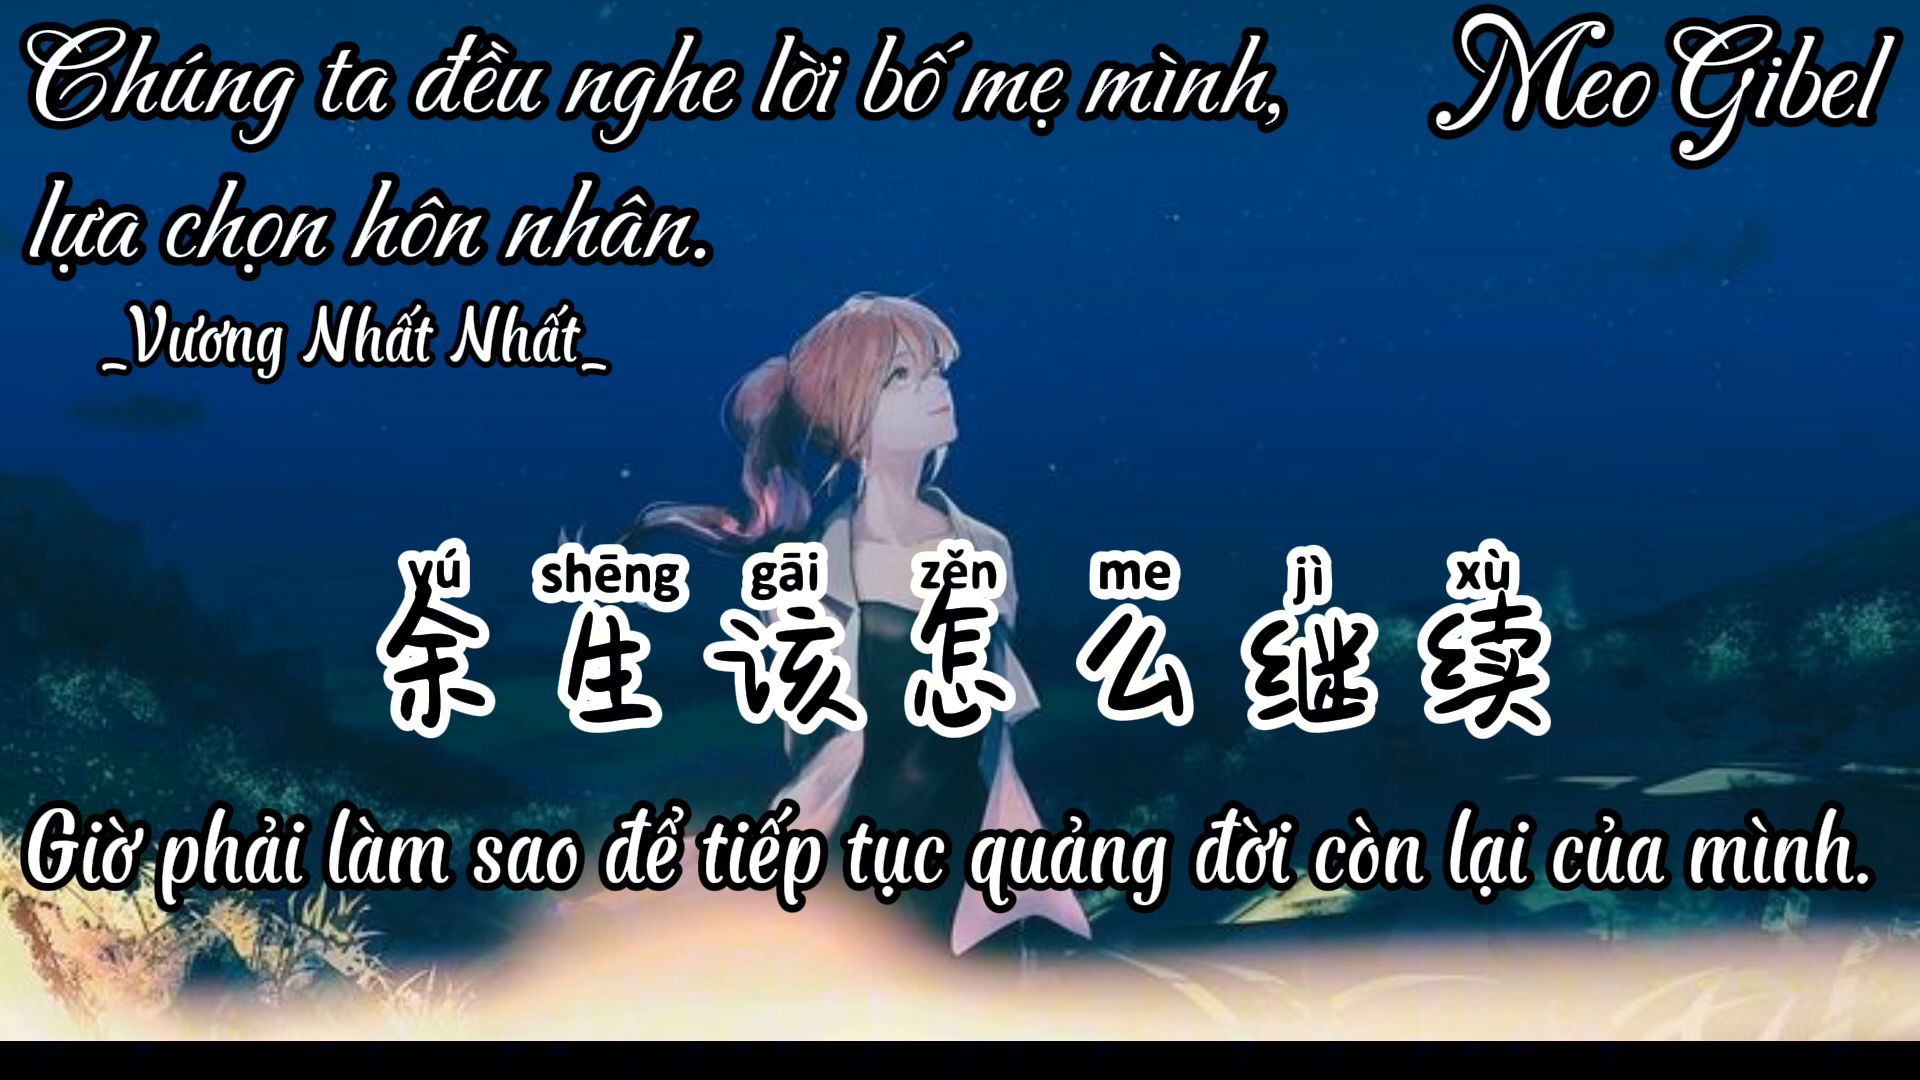 Chúng ta đều nghe lời bố mẹ mình,
Meo Gibel
lựa chọn hôn nhân.
_Vương Nhất Nhất_
yú shēng gāi zěn me jì xù
余生该怎么继续
Giờ phải làm sao để tiếp tục quảng đời còn lại của mình.